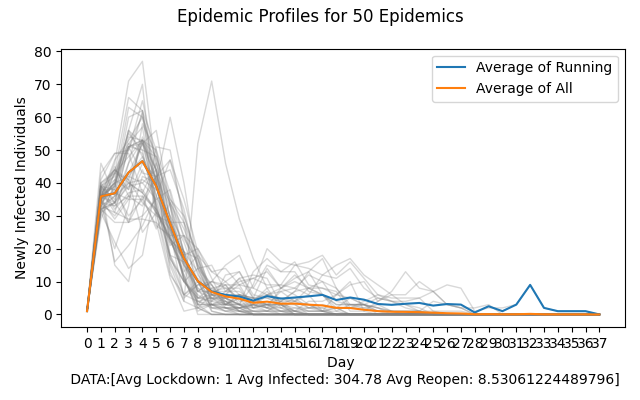 Epidemic Profiles for 50 Epidemics
80
70
60
50
40
30
20
10
0
Newly Infected Individuals
Average of Running
Average of All
0 1 2 3 4 5 6 7 8 9 10 11 12 13 14 15 16 17 18 19 20 21 22 23 24 25 26 27 28 29 30 31 32 33 34 35 36 37
Day
DATA:[Avg Lockdown: 1 Avg Infected: 304.78 Avg Reopen: 8.53061224489796]